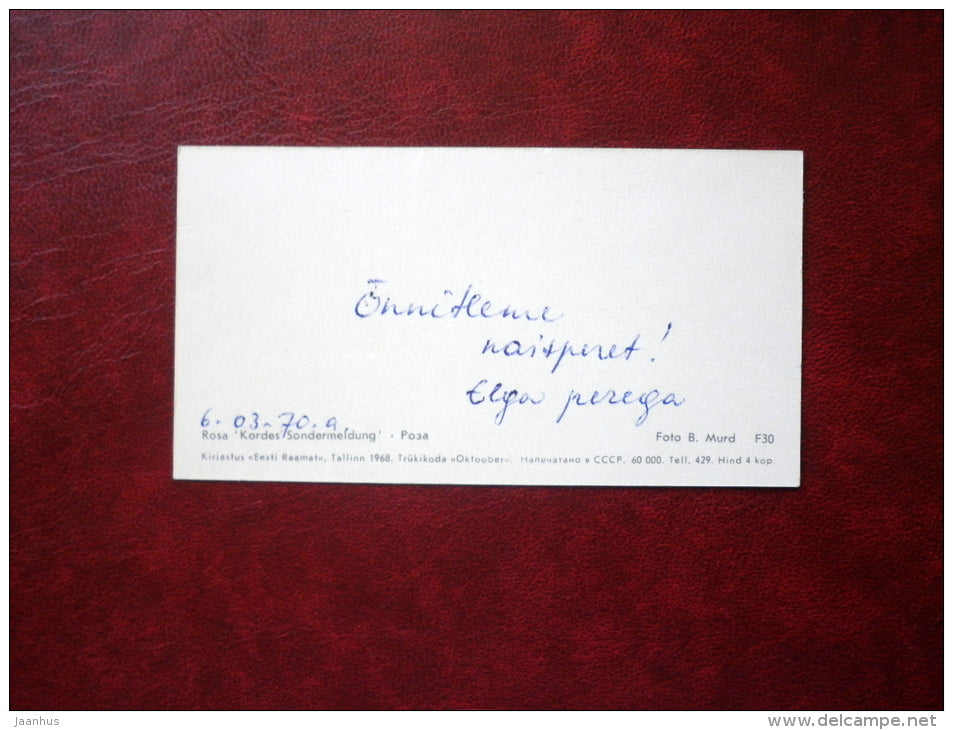 Õnnitleme
naisperet!
Elga perega
6. 03. 70. a.
Rosa 'Kordes Sondermeldung' • Роза Foto B. Murd F30
Kirjastus «Eesti Raamat», Tallinn 1968. Trükikoda «Oktoober». Напечатано в СССР. 60 000. Tell. 429. Hind 4 kop.
jaanhus
www.delcampe.net